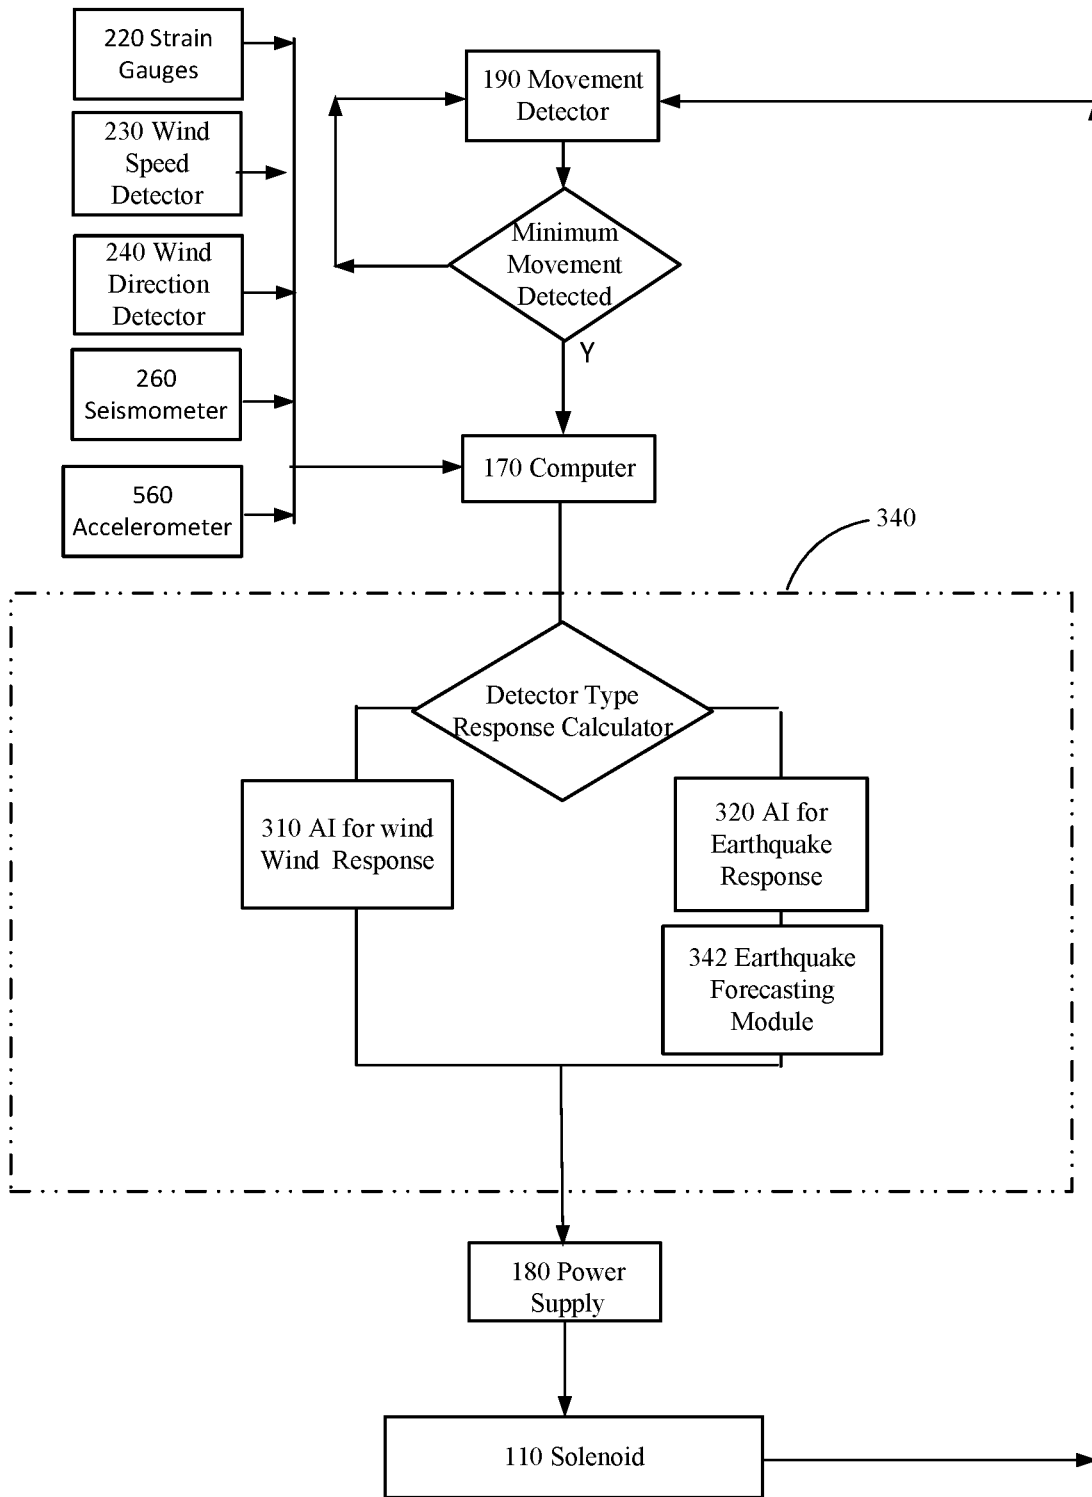 220 Strain
Gauges
190 Movement
Detector
230 Wind
Speed
Detector
Minimum
Movement
Detected
240 Wind
Direction
Detector
Y
260
Seismometer
170 Computer
560
Accelerometer
340
Detector Type
Response Calculator
310 AI for wind
Wind Response
320 AI for
Earthquake
Response
342 Earthquake
Forecasting
Module
180 Power
Supply
110 Solenoid